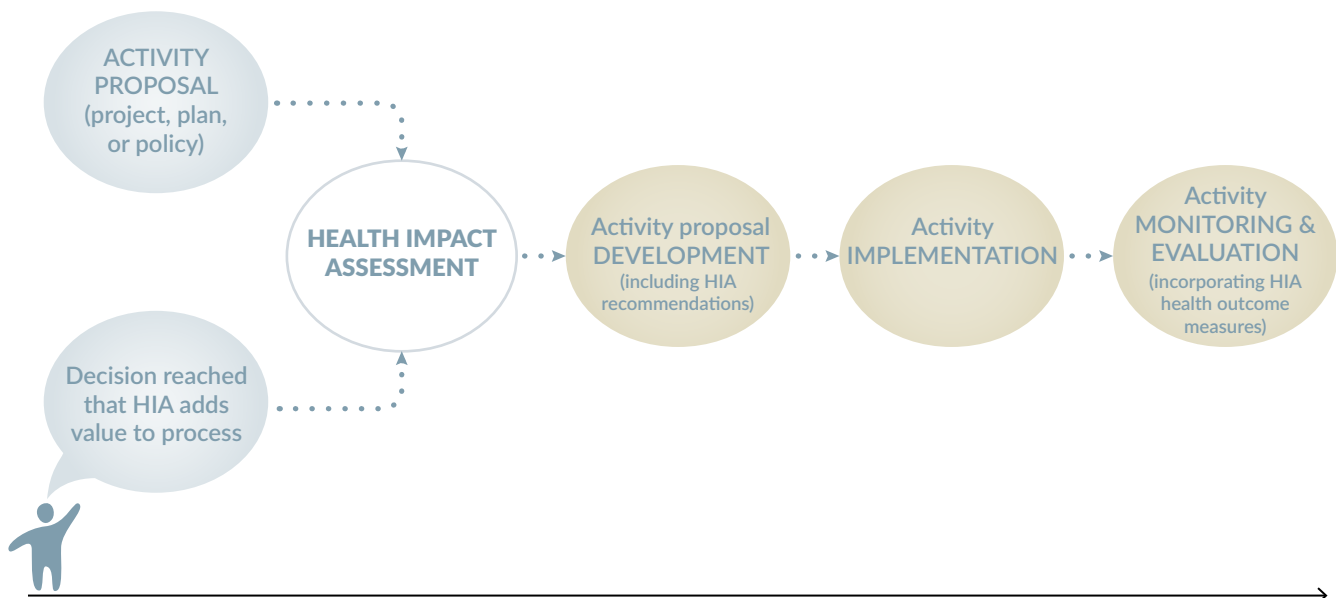 ACTIVITY
PROPOSAL
(project, plan,
or policy)
Decision reached
that HIA adds
value to process
HEALTH IMPACT
ASSESSMENT
Activity proposal
DEVELOPMENT
(including HIA
recommendations)
Activity
IMPLEMENTATION
Activity
MONITORING &
EVALUATION
(incorporating HIA
health outcome
measures)